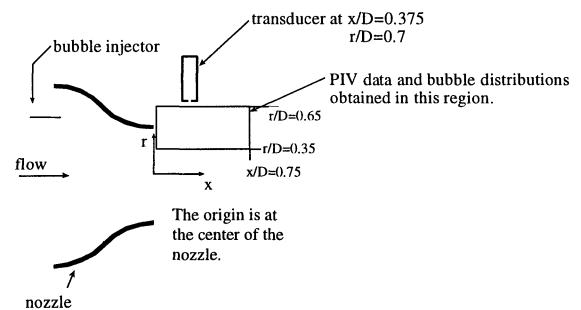 transducer at x/D=0.375
r/D=0.7
bubble injector
PIV data and bubble distributions
obtained in this region.
r/D=0.65
r
r/D=0.35
flow
x/D=0.75
x
The origin is at
the center of the
nozzle.
nozzle